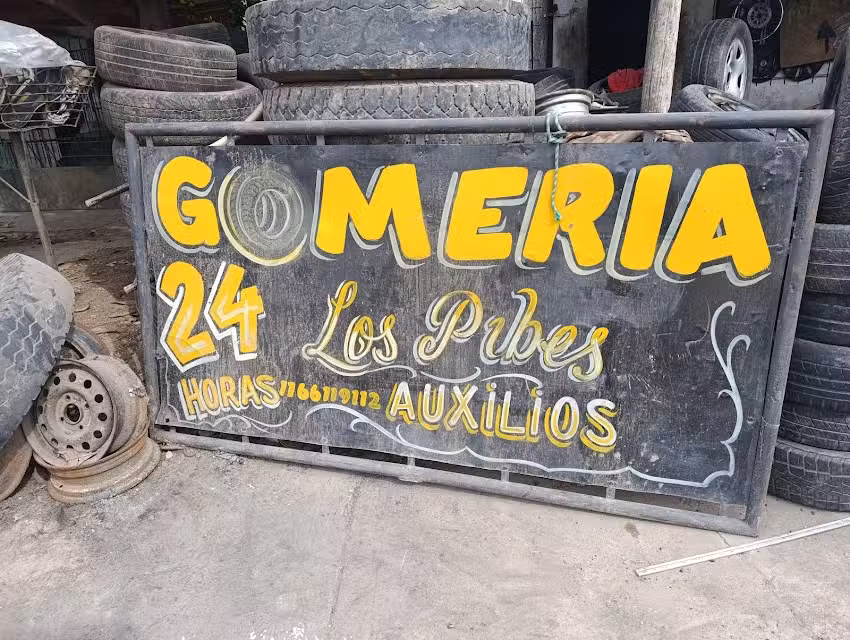 GOMERIA
24 Los Pibes
HORAS 1166119112 AUXiLiOS